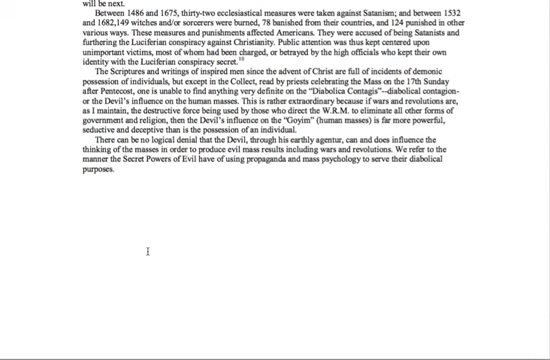 will be next.
Between 1486 and 1675, thirty-two ecclesiastical measures were taken against Satanism; and between 1532
and 1682,149 witches and/or sorcerers were burned, 78 banished from their countries, and 124 punished in other
various ways. These measures and punishments affected Americans. They were accused of being Satanists and
furthering the Luciferian conspiracy against Christianity. Public attention was thus kept centered upon
unimportant victims, most of whom had been charged, or betrayed by the high officials who kept their own
identity with the Luciferian conspiracy secret.
The Scriptures and writings of inspired men since the advent of Christ are full of incidents of demonic
possession of individuals, but except in the Collect, read by priests celebrating the Mass on the 17th Sunday
after Pentecost, one is unable to find anything very definite on the “Diabolica Contagis”--diabolical contagion-
or the Devil’s influence on the human masses. This is rather extraordinary because if wars and revolutions are,
as I maintain, the destructive force being used by those who direct the W.R.M. to eliminate all other forms of
government and religion, then the Devil’s influence on the “Goyim” (human masses) is far more powerful,
seductive and deceptive than is the possession of an individual.
There can be no logical denial that the Devil, through his earthly agentur, can and does influence the
thinking of the masses in order to produce evil mass results including wars and revolutions. We refer to the
manner the Secret Powers of Evil have of using propaganda and mass psychology to serve their diabolical
purposes.